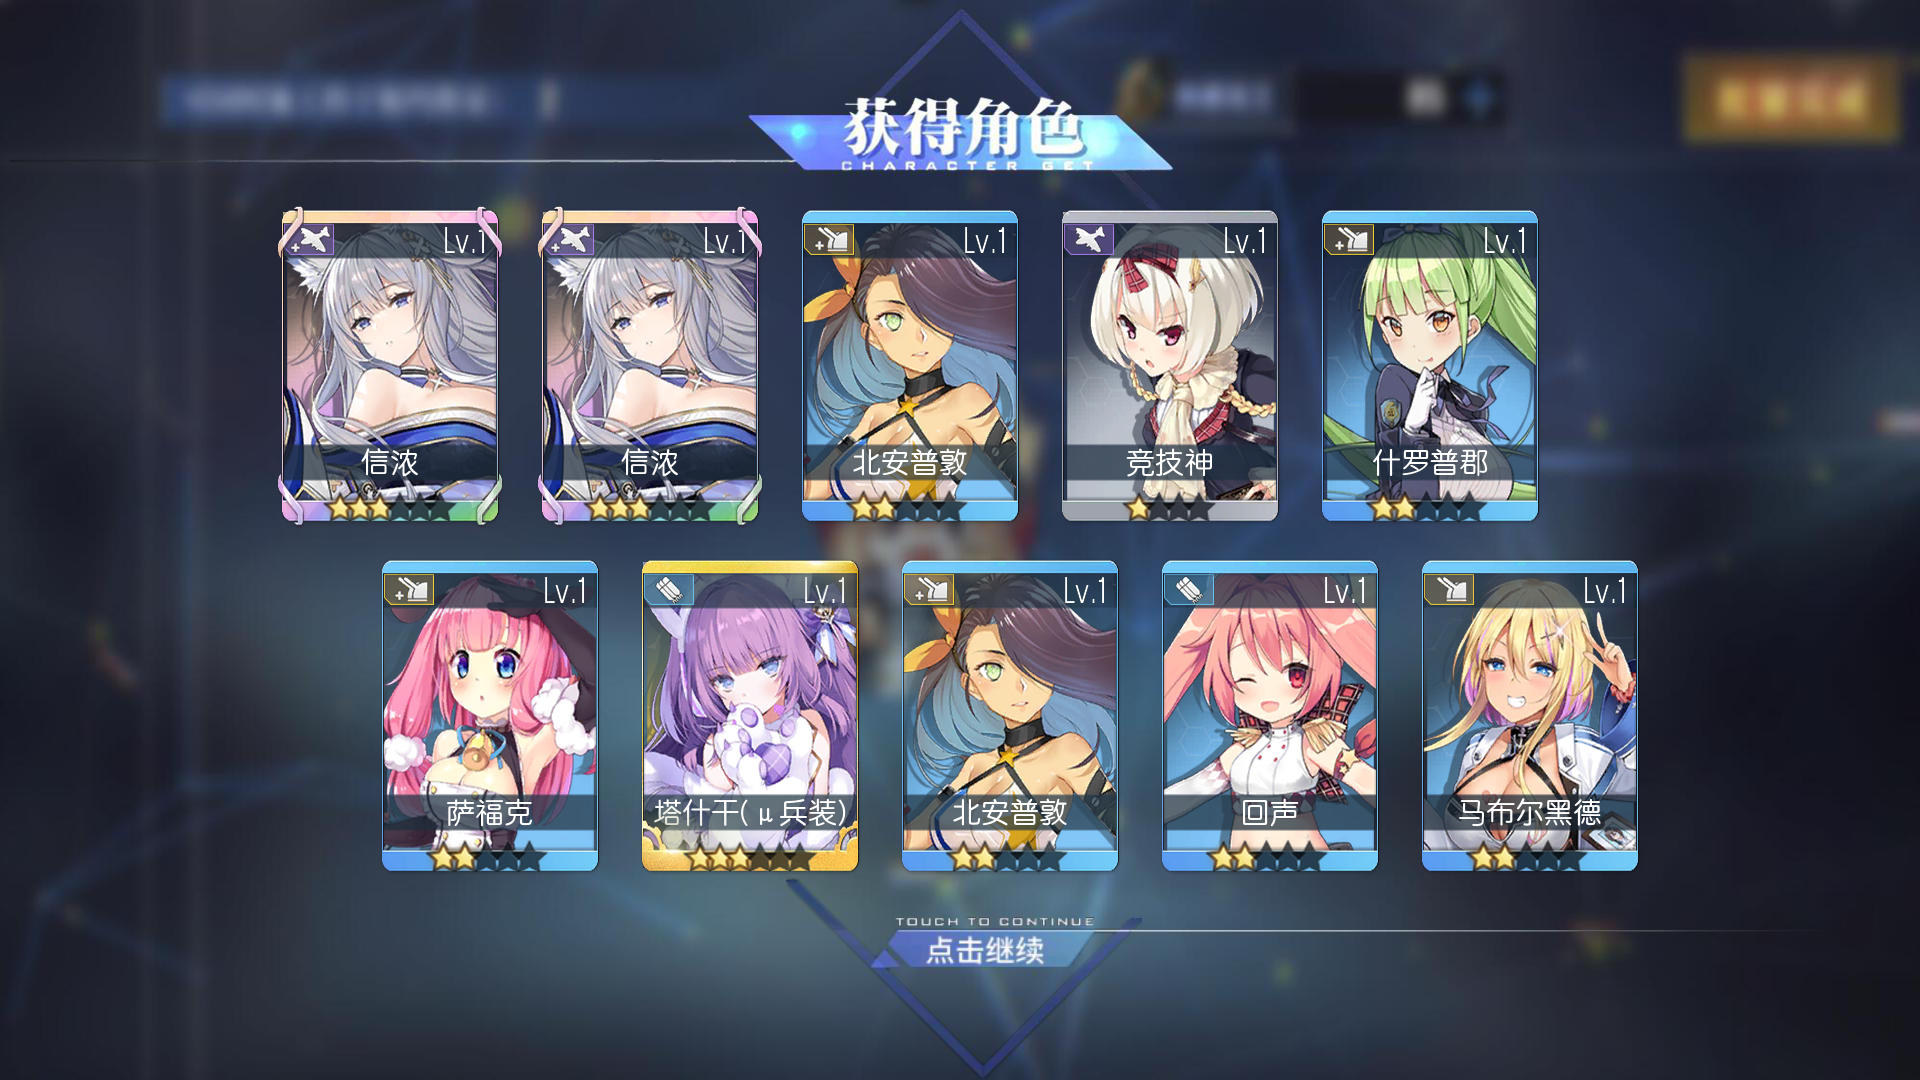 获得角色
CHARACTER GET
Lv.1
Lv.1
Lv.1
Lv.1
Lv.1
信浓
信浓
北安普敦
竞技神
什罗普郡
Lv.1
Lv.1
Lv.1
Lv.1
Lv.1
萨福克
塔什干(μ兵装)
北安普敦
回声
马布尔黑德
TOUCH TO CONTINUE
点击继续